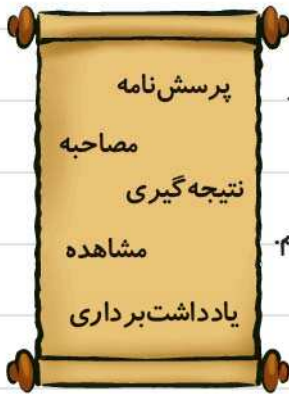 پرسش‌نامه
مصاحبه
نتیجه‌گیری
مشاهده
یادداشت‌برداری